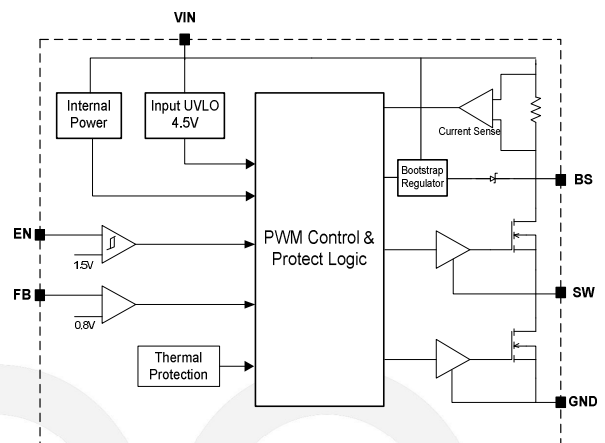 VIN
Internal
Power
Input UVLO
4.5V
Current Sense
Bootstrap
Regulator
BS
EN
1.5V
PWM Control &
Protect Logic
FB
0.8V
SW
Thermal
Protection
GND